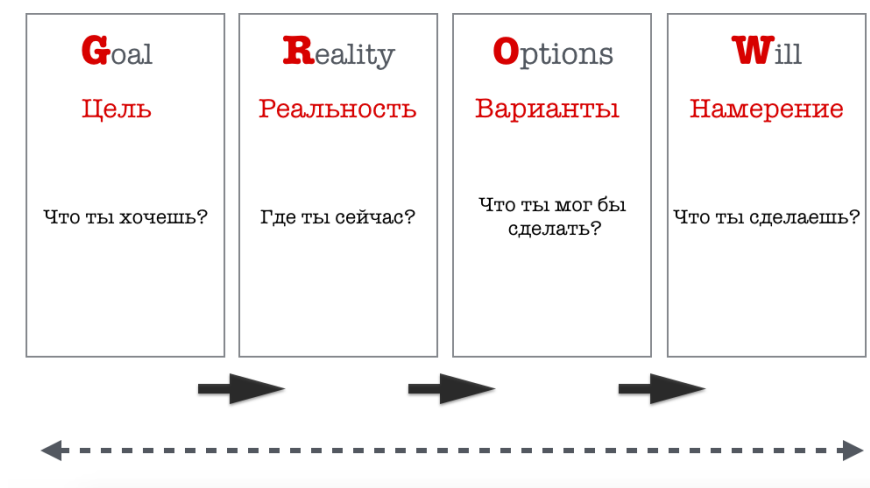 Goal
Цель
Что ты хочешь?
Reality
Реальность
Где ты сейчас?
Options
Варианты
Что ты мог бы
сделать?
Will
Намерение
Что ты сделаешь?